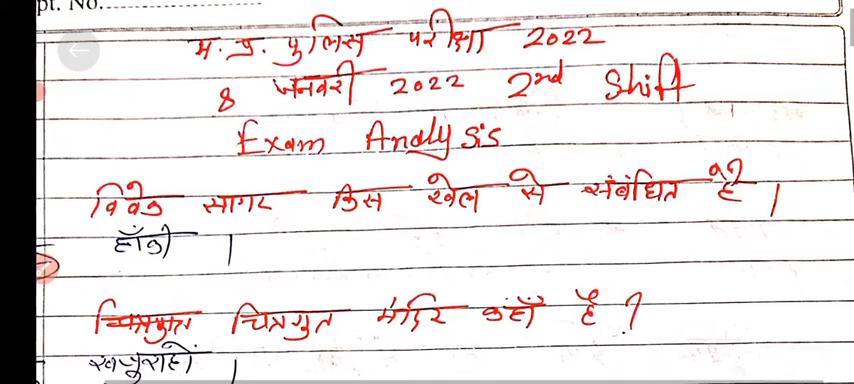 pt. No.
म. प्र. पुलिस परीक्षा 2022
8 जनवरी 2022 2nd Shift
Exam Analysis
विवेक सागर किस खेल से संबंधित है ।
हॉकी ।
चित्रगुप्त मंदिर कहाँ है ?
खजुराहो ।